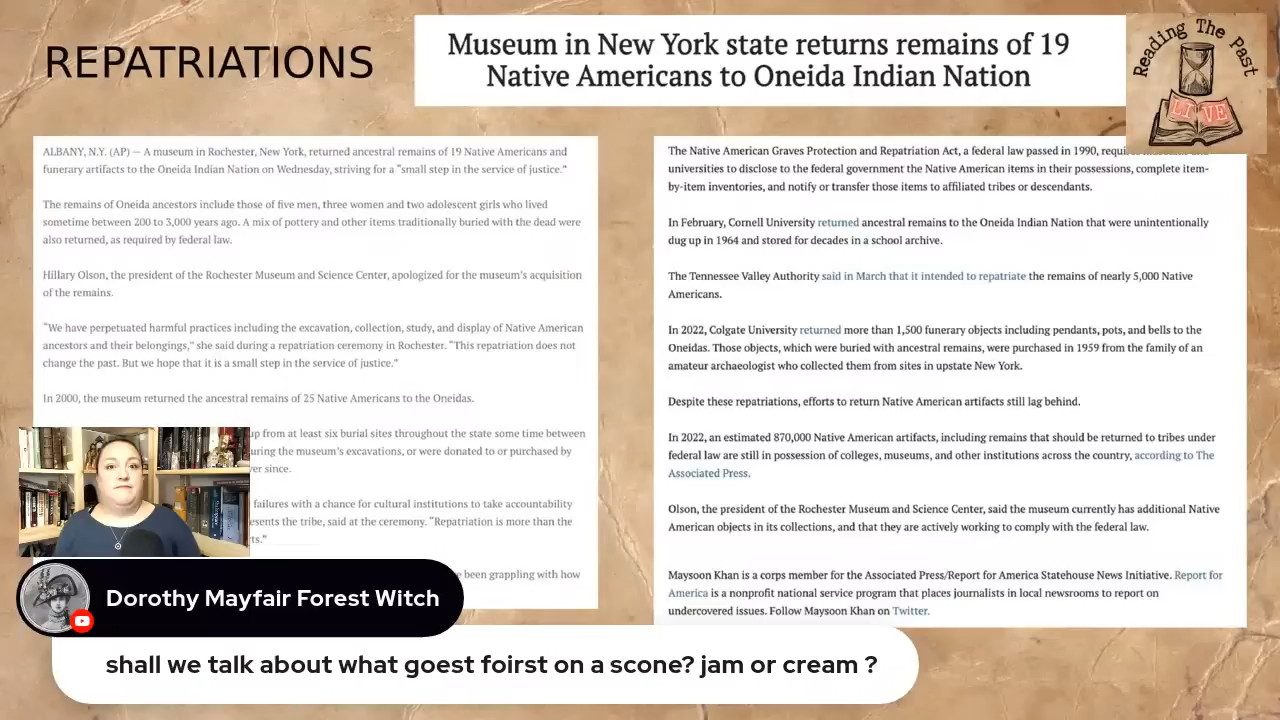 REPATRIATIONS
Museum in New York state returns remains of 19
Native Americans to Oneida Indian Nation
Reading The Past
LIVE
ALBANY, N.Y. (AP) — A museum in Rochester, New York, returned ancestral remains of 19 Native Americans and
funerary artifacts to the Oneida Indian Nation on Wednesday, striving for a “small step in the service of justice.”
The remains of Oneida ancestors include those of five men, three women and two adolescent girls who lived
sometime between 200 to 3,000 years ago. A mix of pottery and other items traditionally buried with the dead were
also returned, as required by federal law.
Hillary Olson, the president of the Rochester Museum and Science Center, apologized for the museum’s acquisition
of the remains.
“We have perpetuated harmful practices including the excavation, collection, study, and display of Native American
ancestors and their belongings,” she said during a repatriation ceremony in Rochester. “This repatriation does not
change the past. But we hope that it is a small step in the service of justice.”
In 2000, the museum returned the ancestral remains of 25 Native Americans to the Oneidas.
up from at least six burial sites throughout the state some time between
during the museum’s excavations, or were donated to or purchased by
ever since.
failures with a chance for cultural institutions to take accountability
the tribe, said at the ceremony. “Repatriation is more than the
been grappling with how
The Native American Graves Protection and Repatriation Act, a federal law passed in 1990,
universities to disclose to the federal government the Native American items in their possessions, complete item-
by-item inventories, and notify or transfer those items to affiliated tribes or descendants.
In February, Cornell University returned ancestral remains to the Oneida Indian Nation that were unintentionally
dug up in 1964 and stored for decades in a school archive.
The Tennessee Valley Authority said in March that it intended to repatriate the remains of nearly 5,000 Native
Americans.
In 2022, Colgate University returned more than 1,500 funerary objects including pendants, pots, and bells to the
Oneidas. Those objects, which were buried with ancestral remains, were purchased in 1959 from the family of an
amateur archaeologist who collected them from sites in upstate New York.
Despite these repatriations, efforts to return Native American artifacts still lag behind.
In 2022, an estimated 870,000 Native American artifacts, including remains that should be returned to tribes under
federal law are still in possession of colleges, museums, and other institutions across the country, according to The
Associated Press.
Olson, the president of the Rochester Museum and Science Center, said the museum currently has additional Native
American objects in its collections, and that they are actively working to comply with the federal law.
Maysoon Khan is a corps member for the Associated Press/Report for America Statehouse News Initiative. Report for
America is a nonprofit national service program that places journalists in local newsrooms to report on
undercovered issues. Follow Maysoon Khan on Twitter.
Dorothy Mayfair Forest Witch
shall we talk about what goest foirst on a scone? jam or cream ?